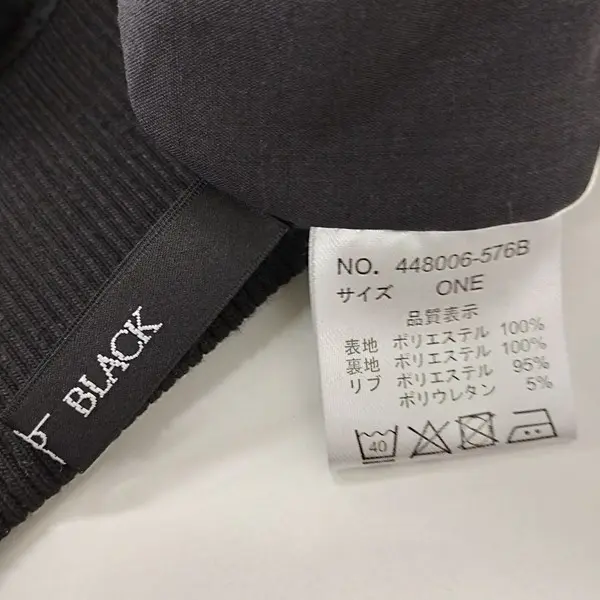 BLACK
NO. 448006-576B
サイズ ONE
品質表示
表地 ポリエステル 100%
裏地 ポリエステル 100%
リブ ポリエステル 95%
ポリウレタン 5%
40